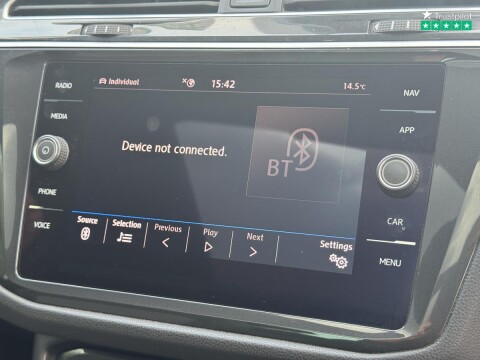 Trustpilot
Individual
15:42
14.5°C
RADIO
MEDIA
PHONE
VOICE
Device not connected.
BT
Source
Selection
Previous
Play
Next
Settings
NAV
APP
CAR
MENU